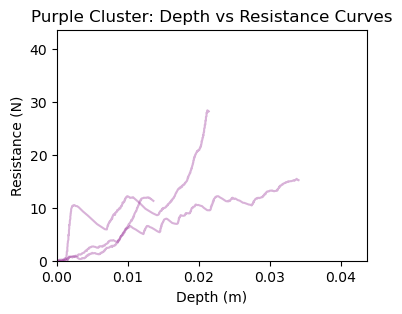 Purple Cluster: Depth vs Resistance Curves
Resistance (N)
40
30
20
10
0
0.00 0.01 0.02 0.03 0.04
Depth (m)